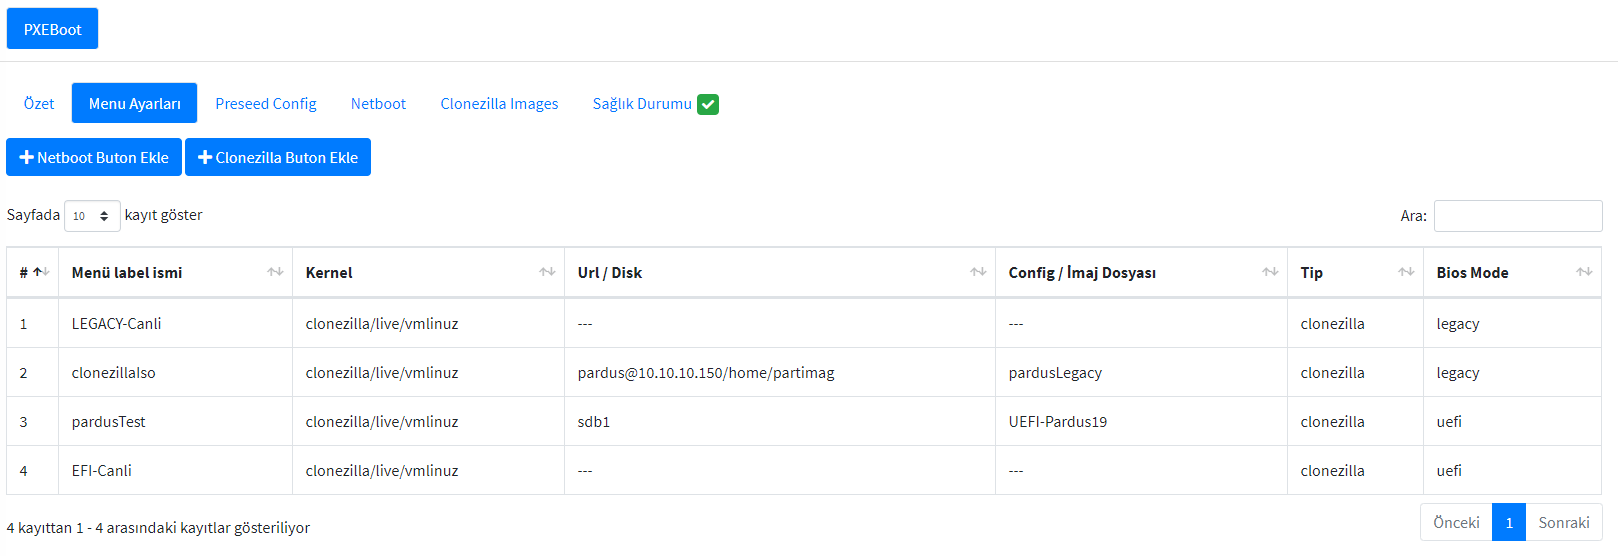 PXEBoot
Özet Menu Ayarları Preseed Config Netboot Clonezilla Images Sağlık Durumu
Netboot Buton Ekle Clonezilla Buton Ekle
Sayfada 10 kayıt göster Ara:
# Menü label ismi Kernel Url / Disk Config / İmaj Dosyası Tip Bios Mode
1 LEGACY-Canli clonezilla/live/vmlinuz --- --- clonezilla legacy
2 clonezillaIso clonezilla/live/vmlinuz pardus@10.10.10.150/home/partimag pardusLegacy clonezilla legacy
3 pardusTest clonezilla/live/vmlinuz sdb1 UEFI-Pardus19 clonezilla uefi
4 EFI-Canli clonezilla/live/vmlinuz --- --- clonezilla uefi
4 kayıttan 1 - 4 arasındaki kayıtlar gösteriliyor Önceki 1 Sonraki